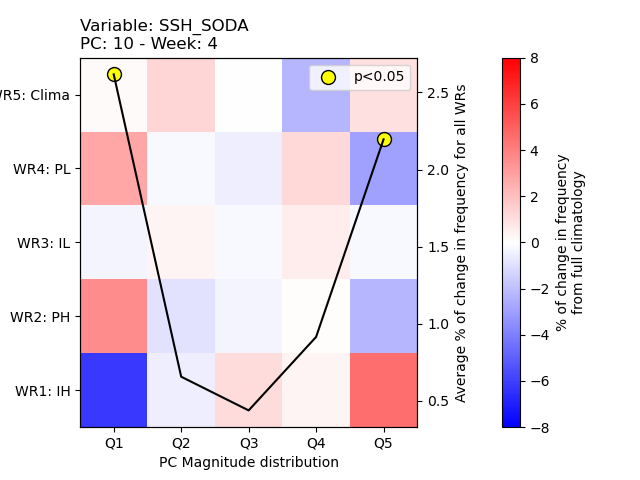 Variable: SSH_SODA
PC: 10 - Week: 4
p<0.05
WR5: Clima
WR4: PL
WR3: IL
WR2: PH
WR1: IH
Q1 Q2 Q3 Q4 Q5
PC Magnitude distribution
2.5
2.0
1.5
1.0
0.5
Average % of change in frequency for all WRs
8
6
4
2
0
−2
−4
−6
−8
% of change in frequency
from full climatology